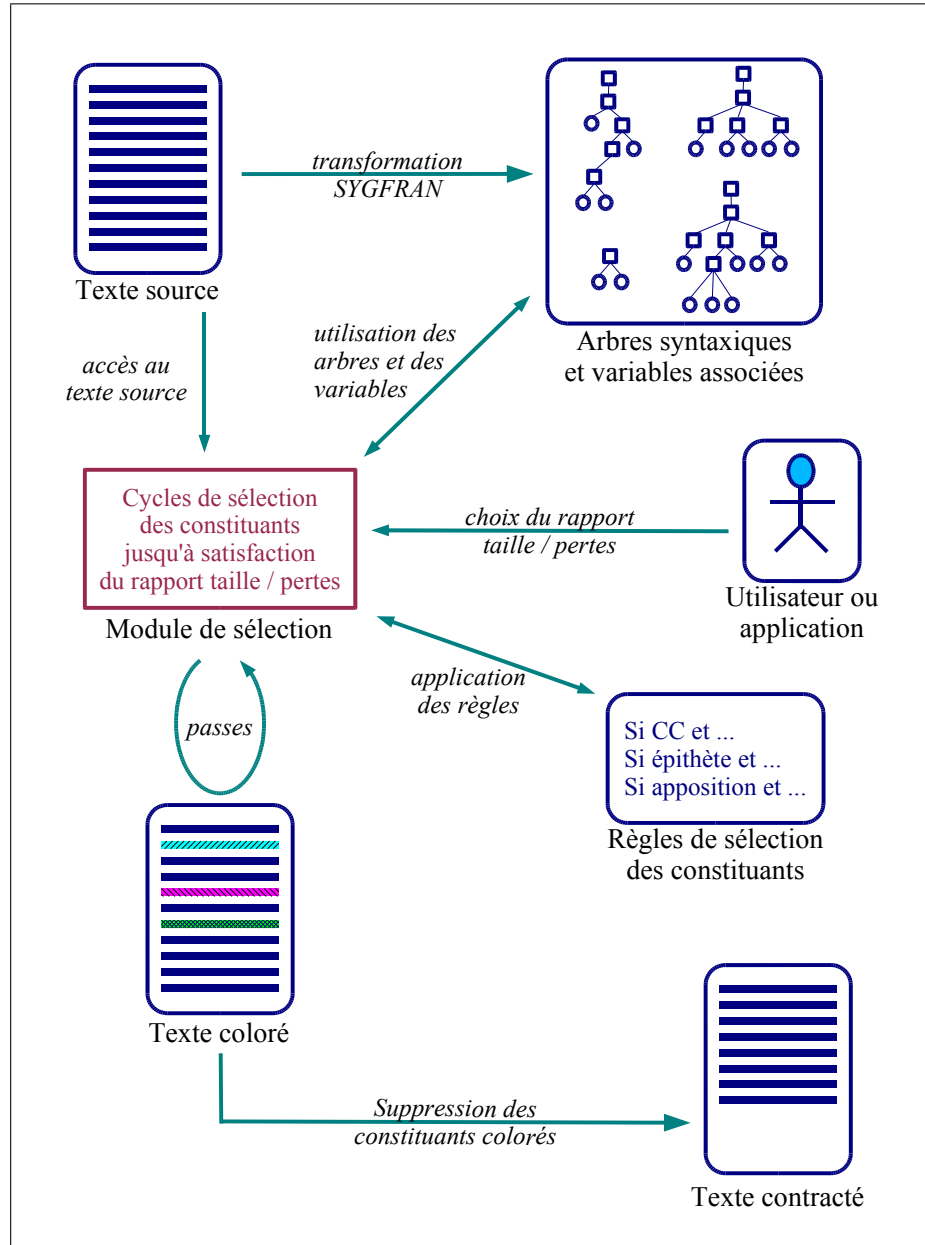 transformation
SYGFRAN
Texte source
Arbres syntaxiques
et variables associées
accès au
texte source
utilisation des
arbres et des
variables
Cycles de sélection
des constituants
jusqu'à satisfaction
du rapport taille / pertes
Module de sélection
choix du rapport
taille / pertes
Utilisateur ou
application
application
des règles
passes
Si CC et ...
Si épithète et ...
Si apposition et ...
Règles de sélection
des constituants
Texte coloré
Suppression des
constituants colorés
Texte contracté